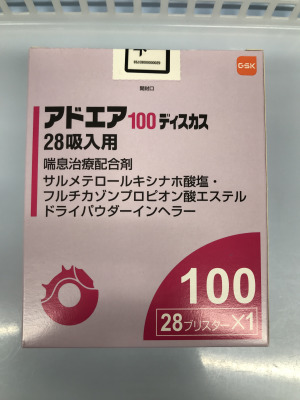 開封口
GSK
アドエア100ディスカス
28吸入用
喘息治療配合剤
サルメテロールキシナホ酸塩・
フルチカゾンプロピオン酸エステル
ドライパウダーインヘラー
100
28ブリスター×1